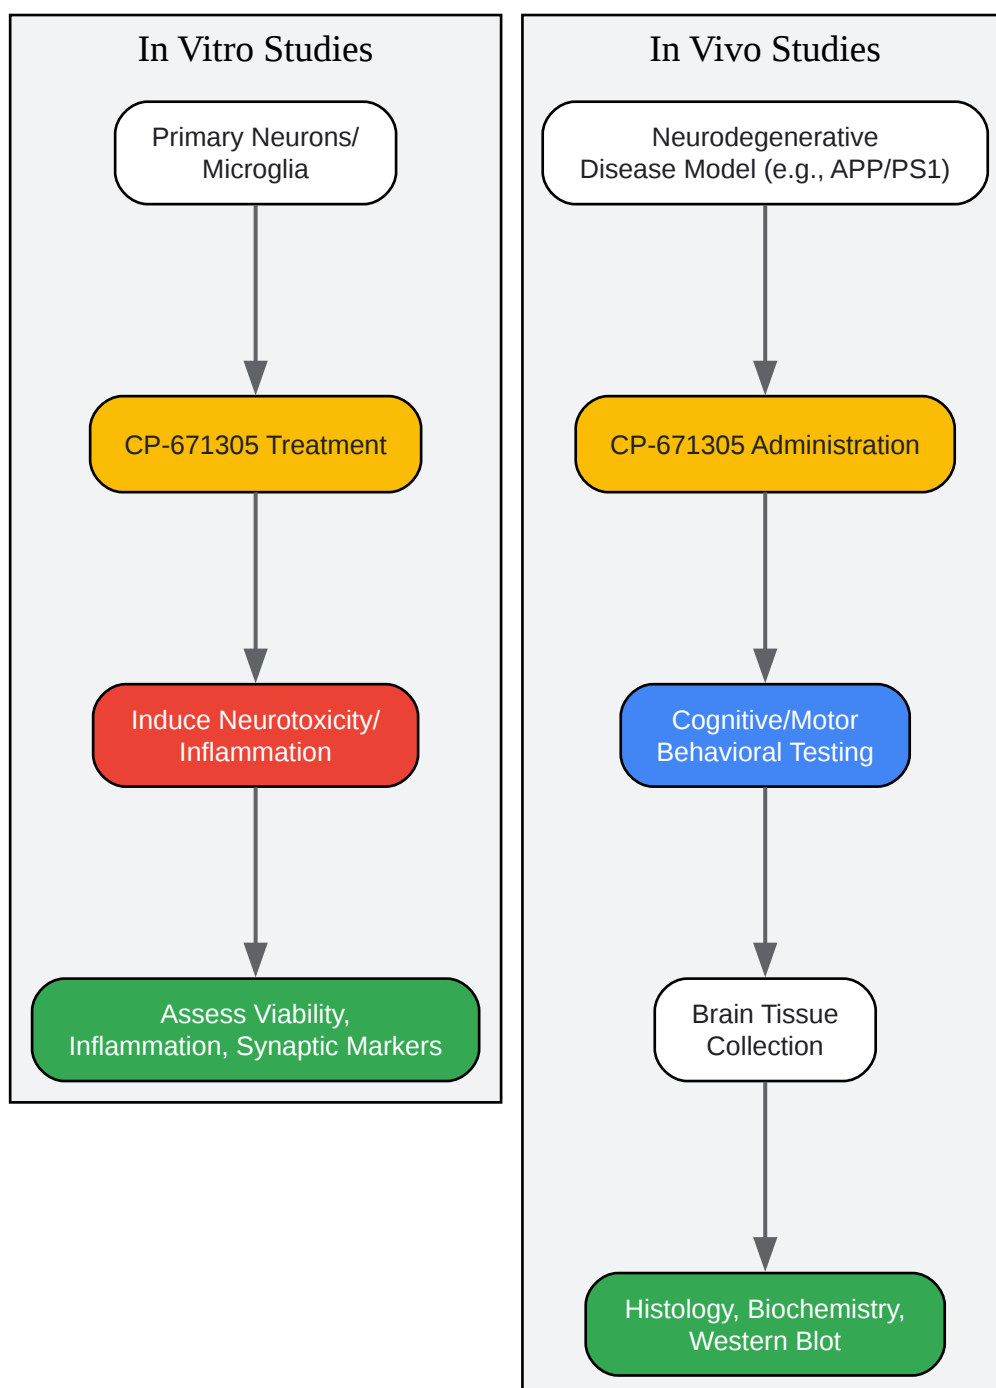 In Vitro Studies
Primary Neurons/
Microglia
CP-671305 Treatment
Induce Neurotoxicity/
Inflammation
Assess Viability,
Inflammation, Synaptic Markers
In Vivo Studies
Neurodegenerative
Disease Model (e.g., APP/PS1)
CP-671305 Administration
Cognitive/Motor
Behavioral Testing
Brain Tissue
Collection
Histology, Biochemistry,
Western Blot